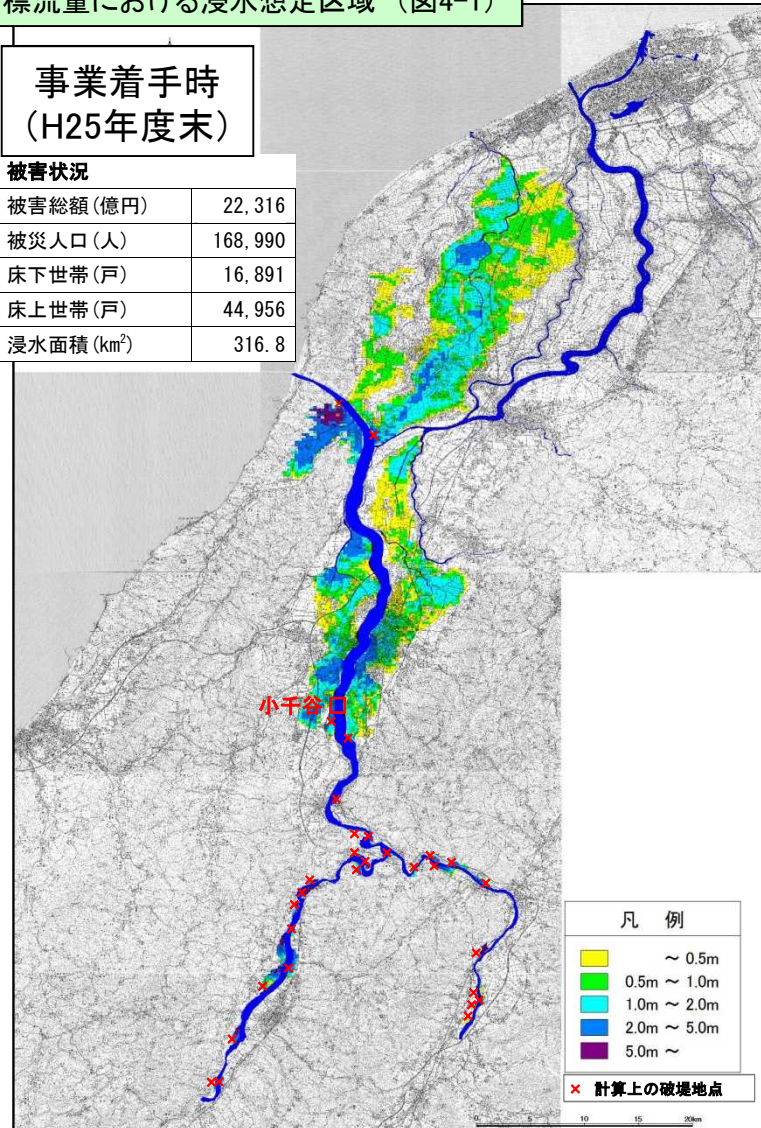 標流量における浸水想定区域 (図4-1)
事業着手時
(H25年度末)
被害状況
被害総額(億円) 22,316
被災人口(人) 168,990
床下世帯(戸) 16,891
床上世帯(戸) 44,956
浸水面積(km²) 316.8
小千谷
凡 例
～ 0.5m
0.5m ～ 1.0m
1.0m ～ 2.0m
2.0m ～ 5.0m
5.0m ～
× 計算上の破堤地点
0 5 10 15 20km